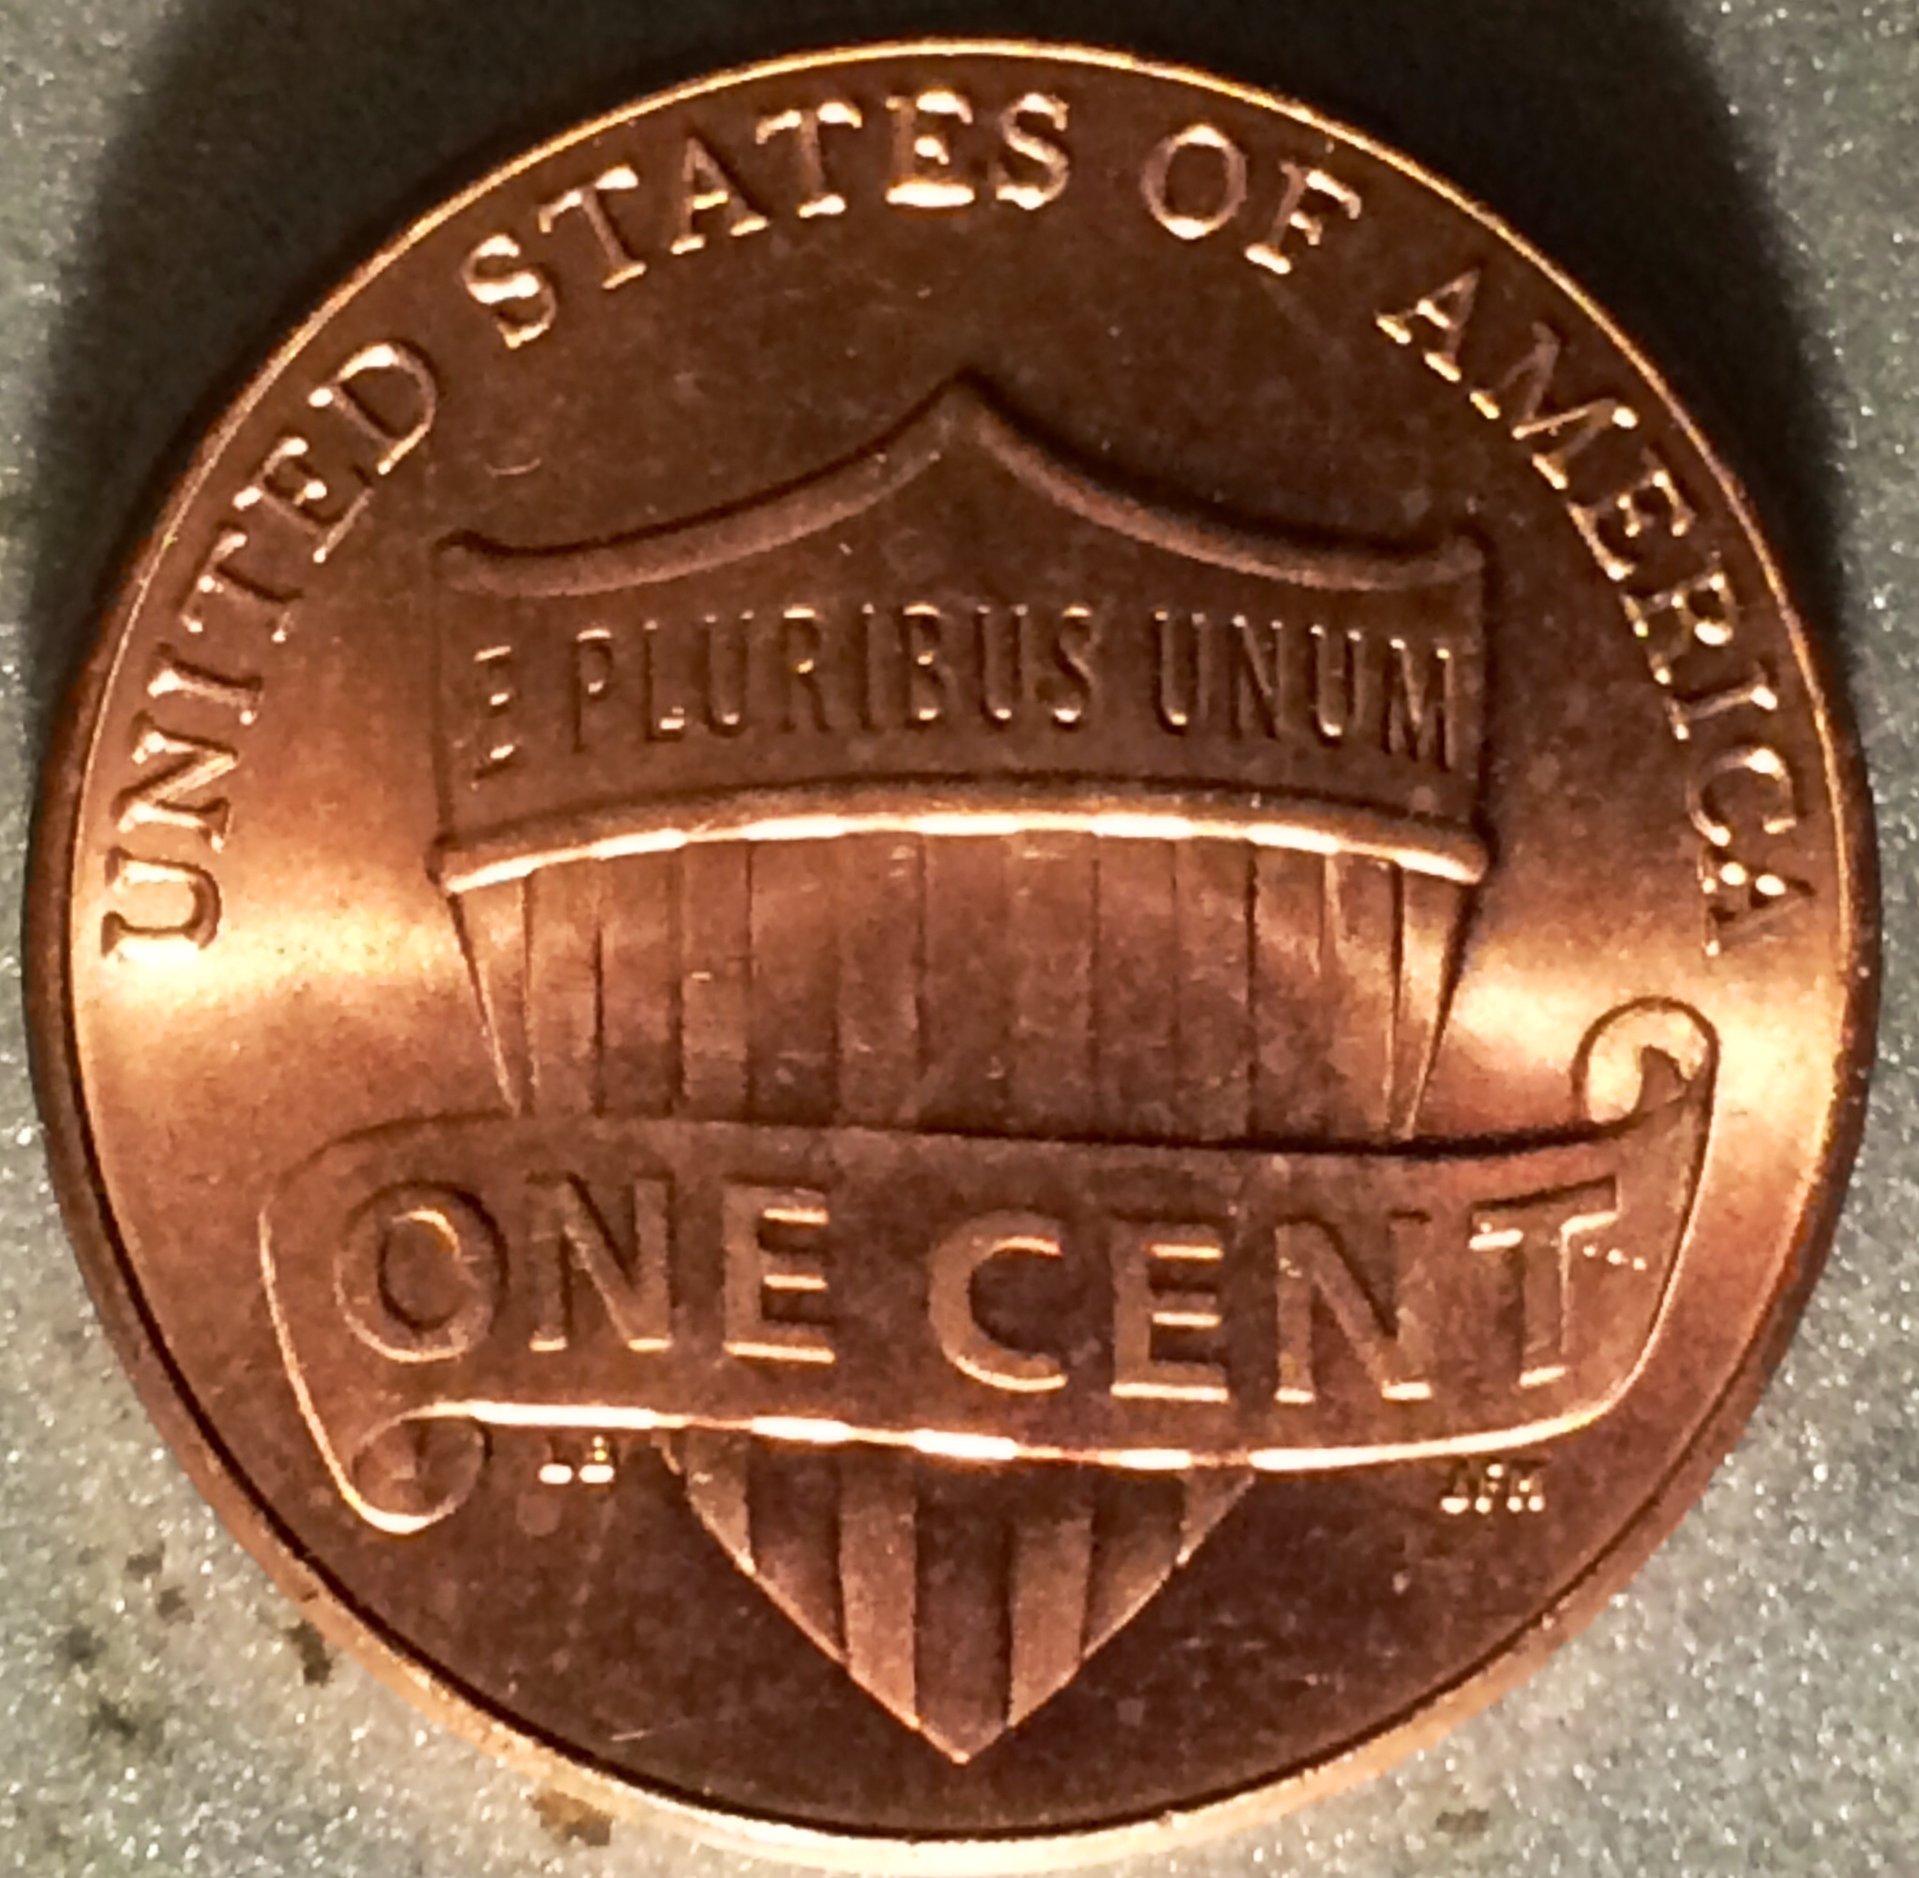 UNITED STATES OF AMERICA
E PLURIBUS UNUM
ONE CENT